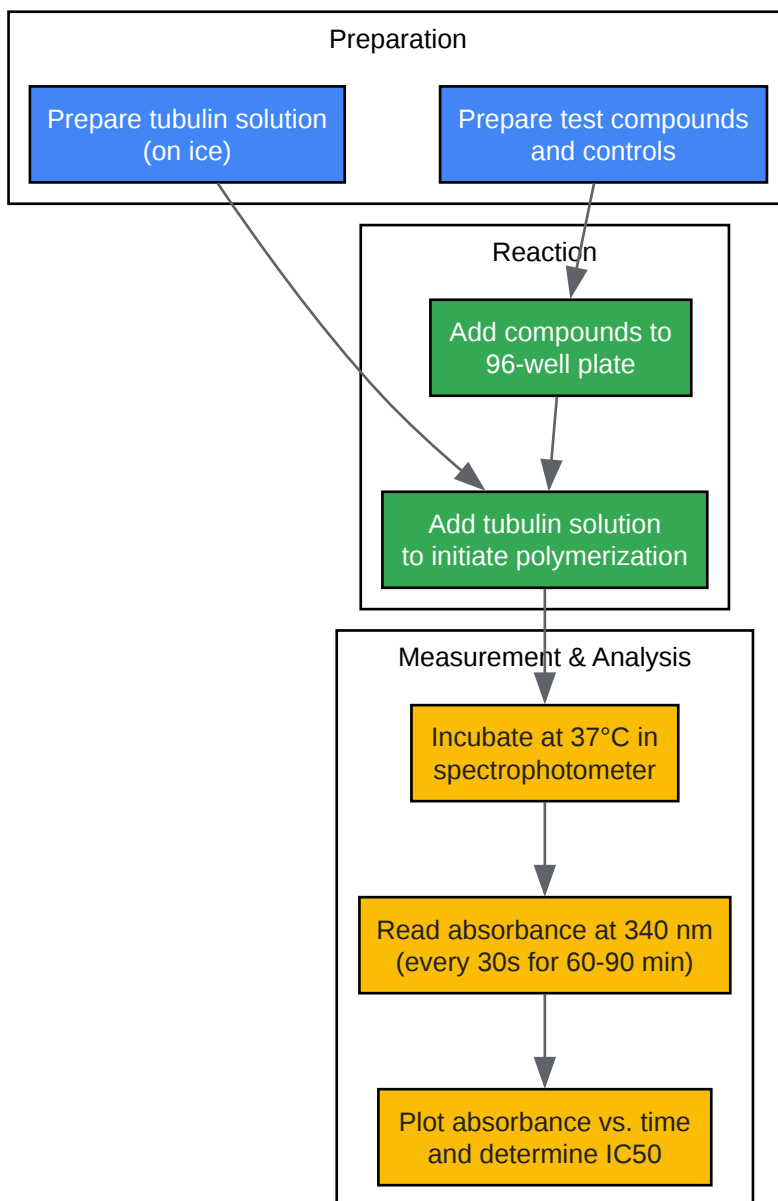 Preparation
Prepare tubulin solution
(on ice)
Prepare test compounds
and controls
Reaction
Add compounds to
96-well plate
Add tubulin solution
to initiate polymerization
Measurement & Analysis
Incubate at 37°C in
spectrophotometer
Read absorbance at 340 nm
(every 30s for 60-90 min)
Plot absorbance vs. time
and determine IC50